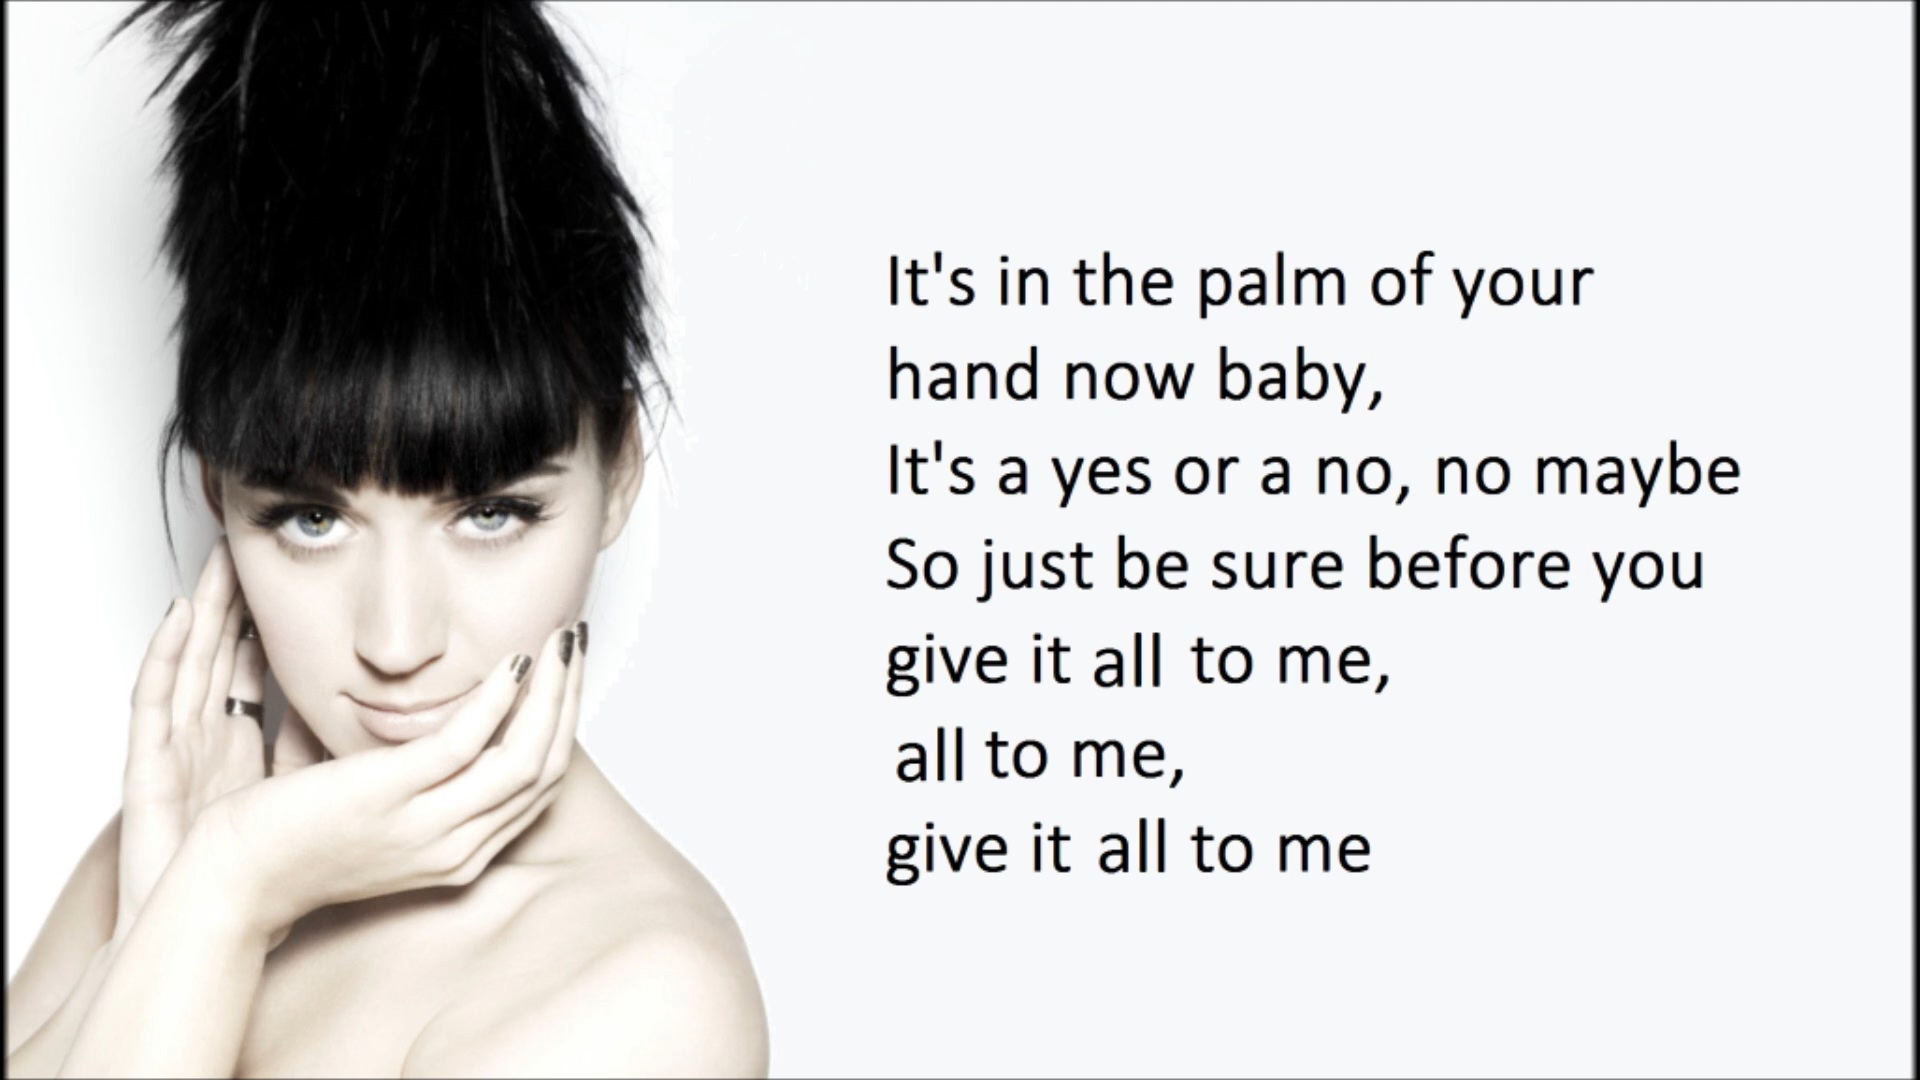 It's in the palm of your
hand now baby,
It's a yes or a no, no maybe
So just be sure before you
give it all to me,
all to me,
give it all to me